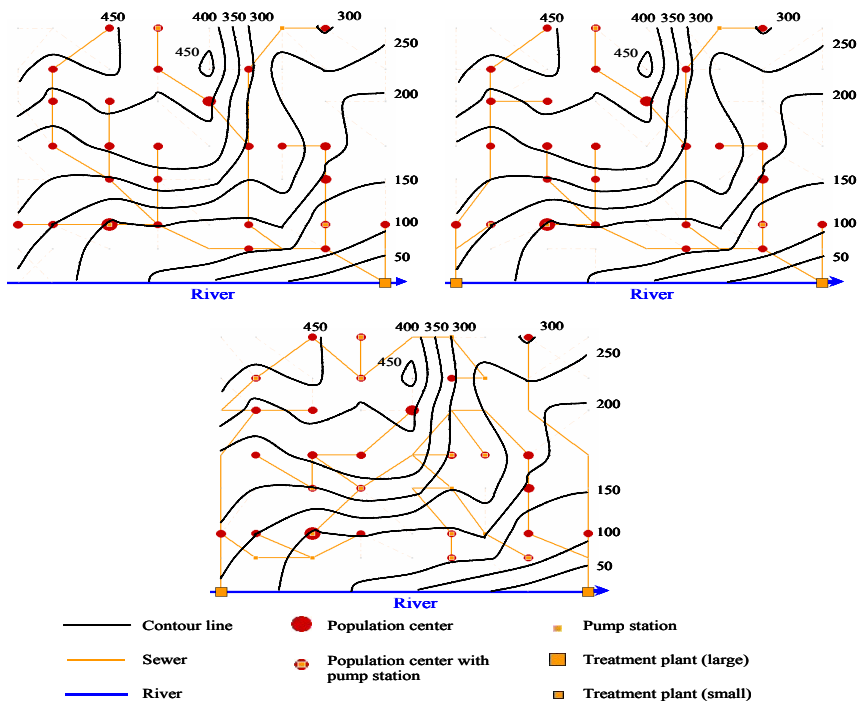 450 400 350 300 300
450
250
200
150
100
50
River
450 400 350 300 300
450
250
200
150
100
50
River
450 400 350 300 300
450
250
200
150
100
50
River
Contour line
Population center
Pump station
Sewer
Population center with
pump station
Treatment plant (large)
River
Treatment plant (small)